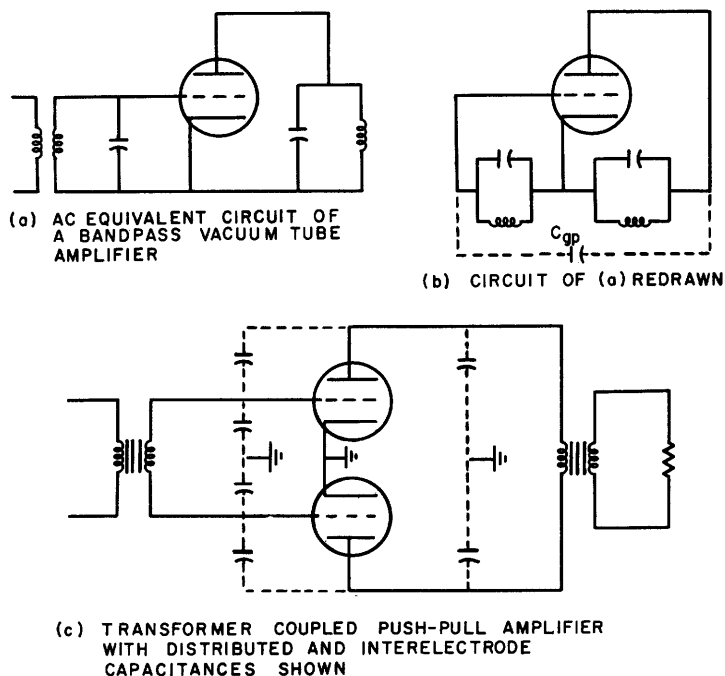 (a) AC EQUIVALENT CIRCUIT OF
A BANDPASS VACUUM TUBE
AMPLIFIER
Cgp
(b) CIRCUIT OF (a) REDRAWN
(c) TRANSFORMER COUPLED PUSH-PULL AMPLIFIER
WITH DISTRIBUTED AND INTERELECTRODE
CAPACITANCES SHOWN